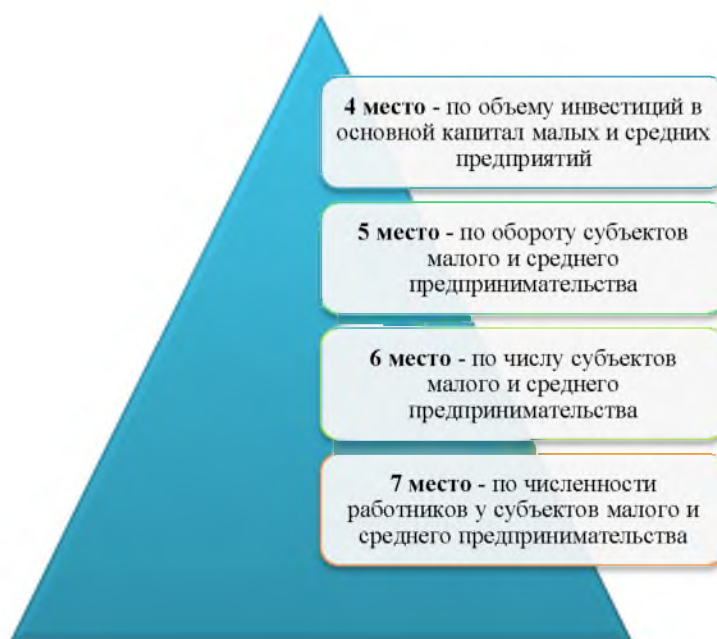 4 место - по объему инвестиций в
основной капитал малых и средних
предприятий
5 место - по обороту субъектов
малого и среднего
предпринимательства
6 место - по числу субъектов
малого и среднего
предпринимательства
7 место - по численности
работников у субъектов малого и
среднего предпринимательства